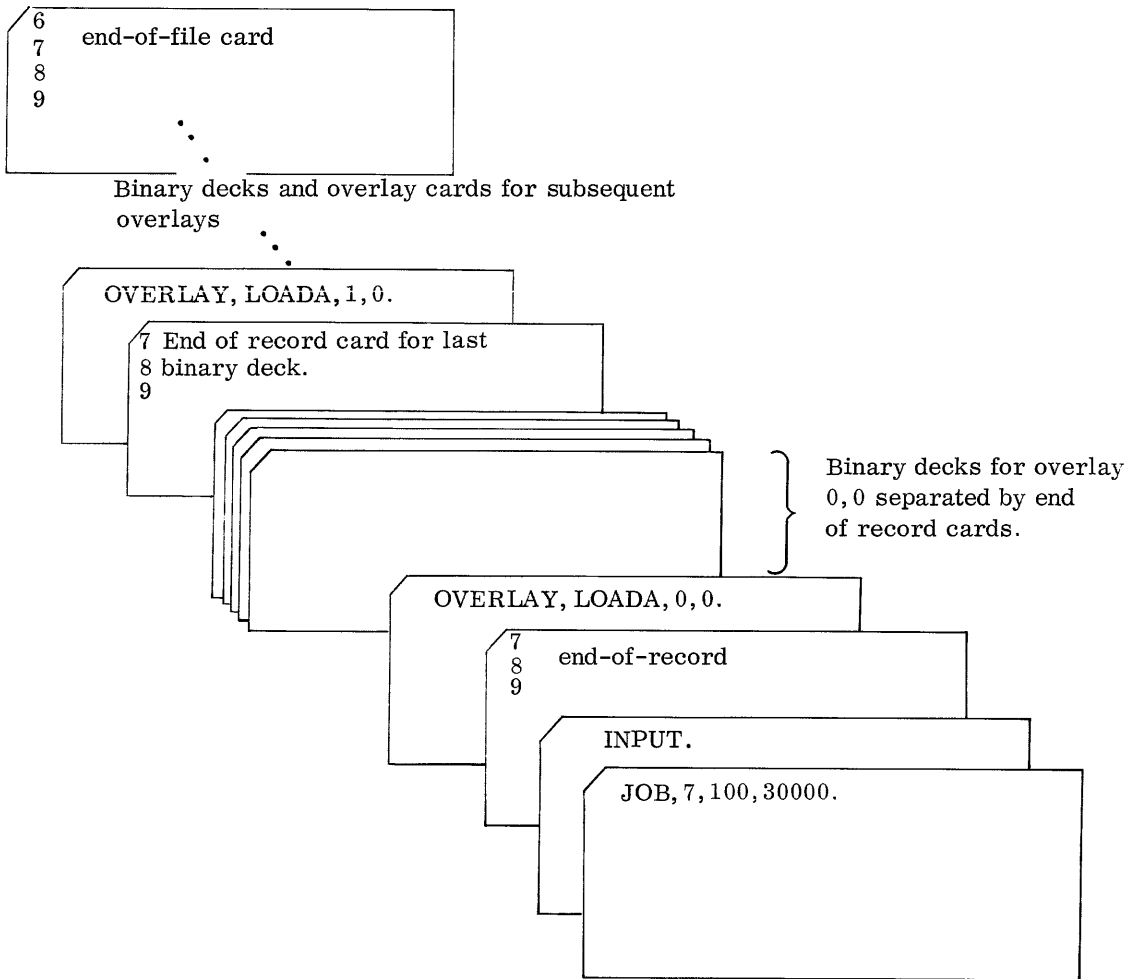 6
7 end-of-file card
8
9
Binary decks and overlay cards for subsequent
overlays
OVERLAY, LOADA, 1, 0.
7 End of record card for last
8 binary deck.
9
Binary decks for overlay
0, 0 separated by end
of record cards.
OVERLAY, LOADA, 0, 0.
7
8 end-of-record
9
INPUT.
JOB, 7, 100, 30000.